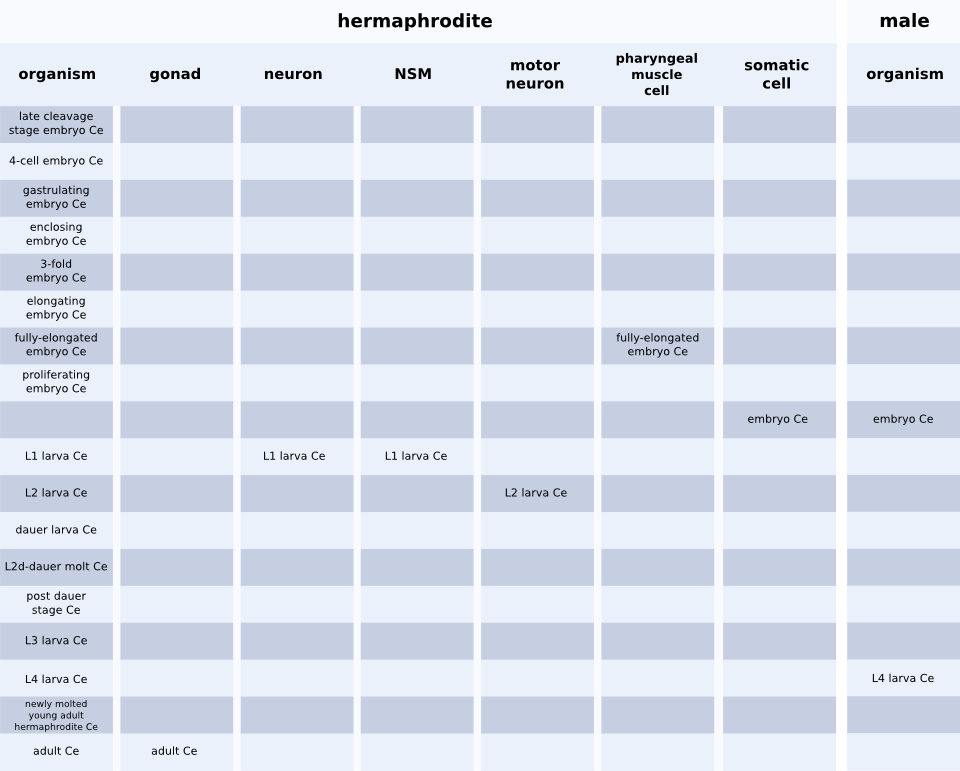 hermaphrodite
male
organism
gonad
neuron
NSM
motor
neuron
pharyngeal
muscle
cell
somatic
cell
organism
late cleavage
stage embryo Ce
4-cell embryo Ce
gastrulating
embryo Ce
enclosing
embryo Ce
3-fold
embryo Ce
elongating
embryo Ce
fully-elongated
embryo Ce
fully-elongated
embryo Ce
proliferating
embryo Ce
embryo Ce
embryo Ce
L1 larva Ce
L1 larva Ce
L1 larva Ce
L2 larva Ce
L2 larva Ce
dauer larva Ce
L2d-dauer molt Ce
post dauer
stage Ce
L3 larva Ce
L4 larva Ce
L4 larva Ce
newly molted
young adult
hermaphrodite Ce
adult Ce
adult Ce